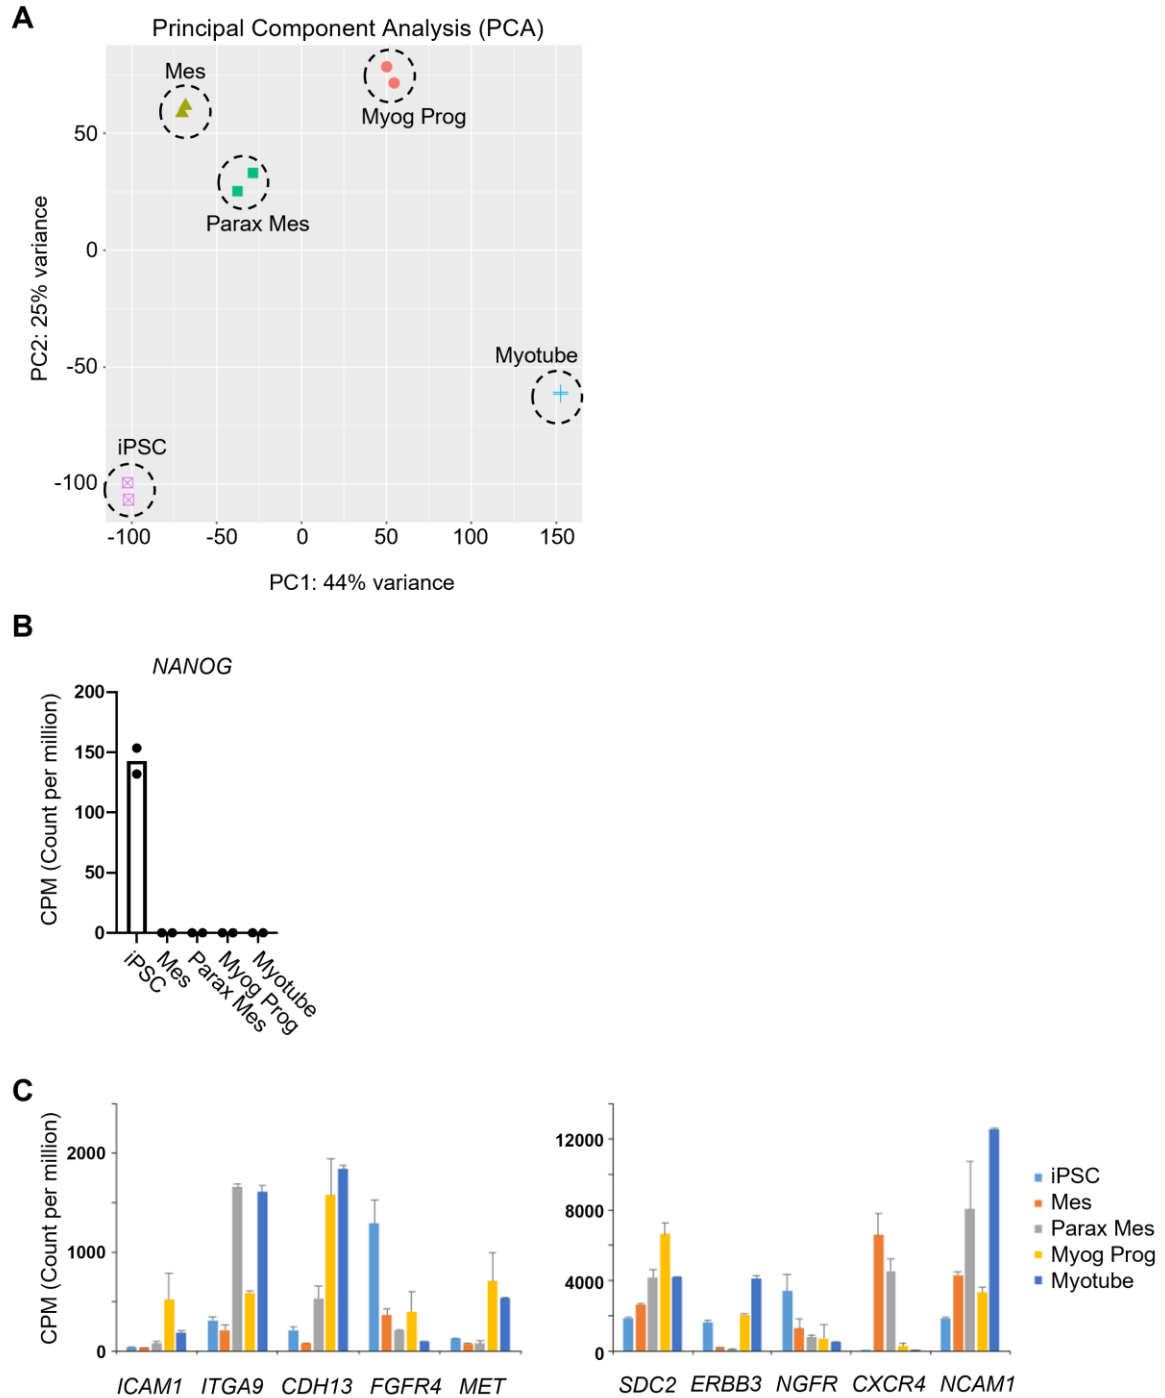 A
Principal Component Analysis (PCA)
Mes
Myog Prog
Parax Mes
Myotube
iPSC
50
0
-50
-100
PC2: 25% variance
-100 -50 0 50 100 150
PC1: 44% variance
B
NANOG
200
150
100
50
0
CPM (Count per million)
iPSC Mes Parax Mes Myog Prog Myotube
C
CPM (Count per million)
2000
1000
0
ICAM1 ITGA9 CDH13 FGFR4 MET
12000
8000
4000
0
SDC2 ERBB3 NGFR CXCR4 NCAM1
iPSC
Mes
Parax Mes
Myog Prog
Myotube